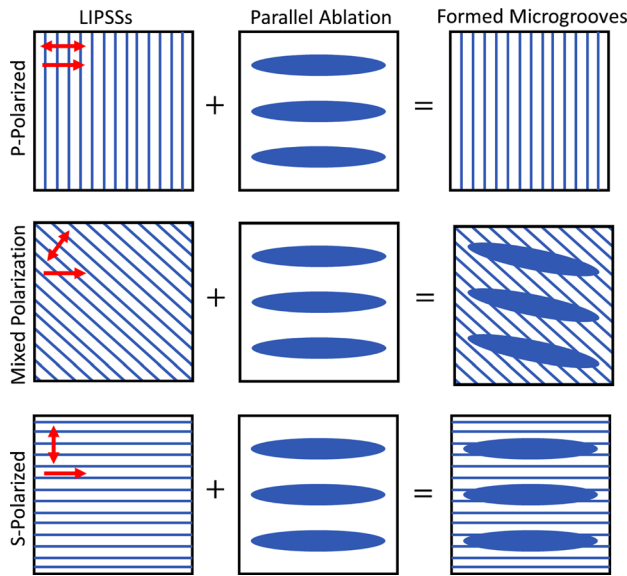 LIPSSs
Parallel Ablation
Formed Microgrooves
P-Polarized
+
=
Mixed Polarization
+
=
S-Polarized
+
=